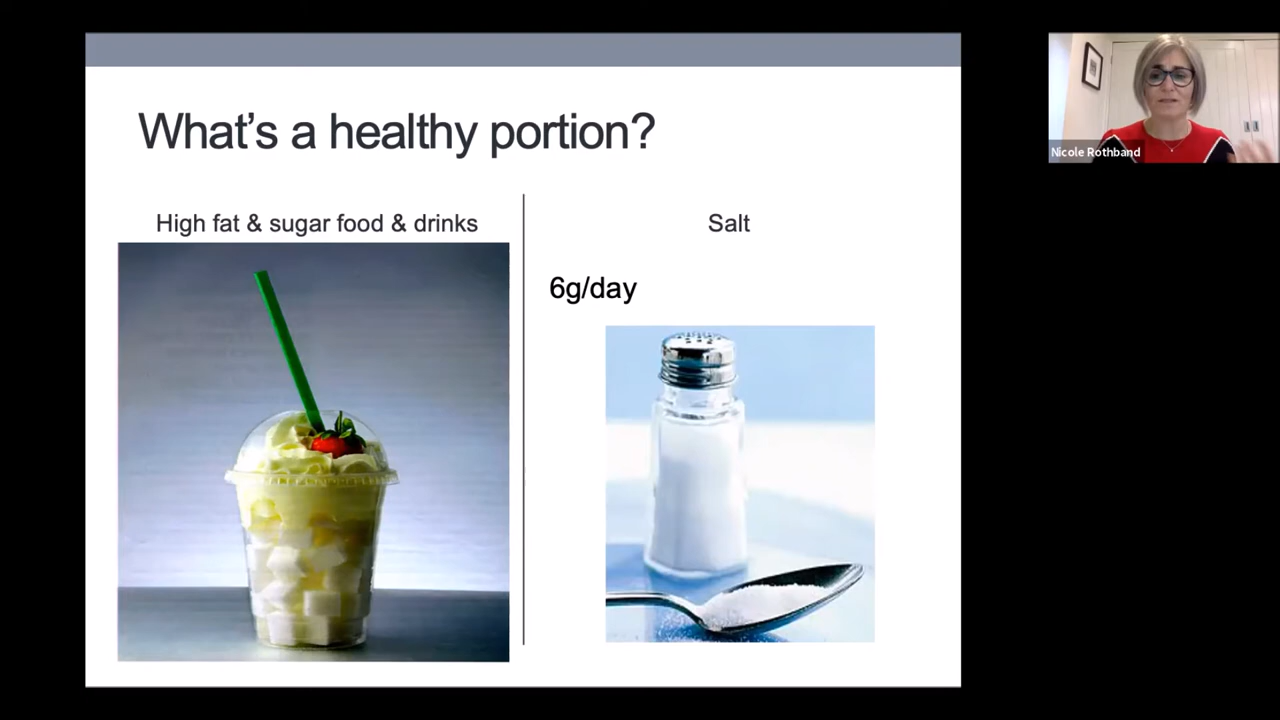 What's a healthy portion?
High fat & sugar food & drinks
Salt
6g/day
Nicole Rothband